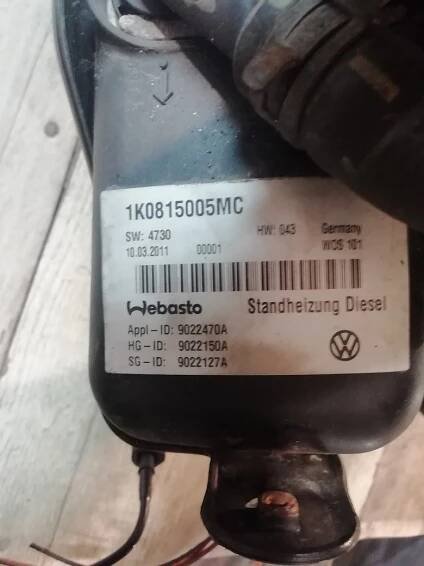 1K0815005MC
SW: 4730 HW: 043 Germany
10.03.2011 00001 WOS 101
Webasto Standheizung Diesel
Appl-ID: 9022470A
HG-ID: 9022150A
SG-ID: 9022127A